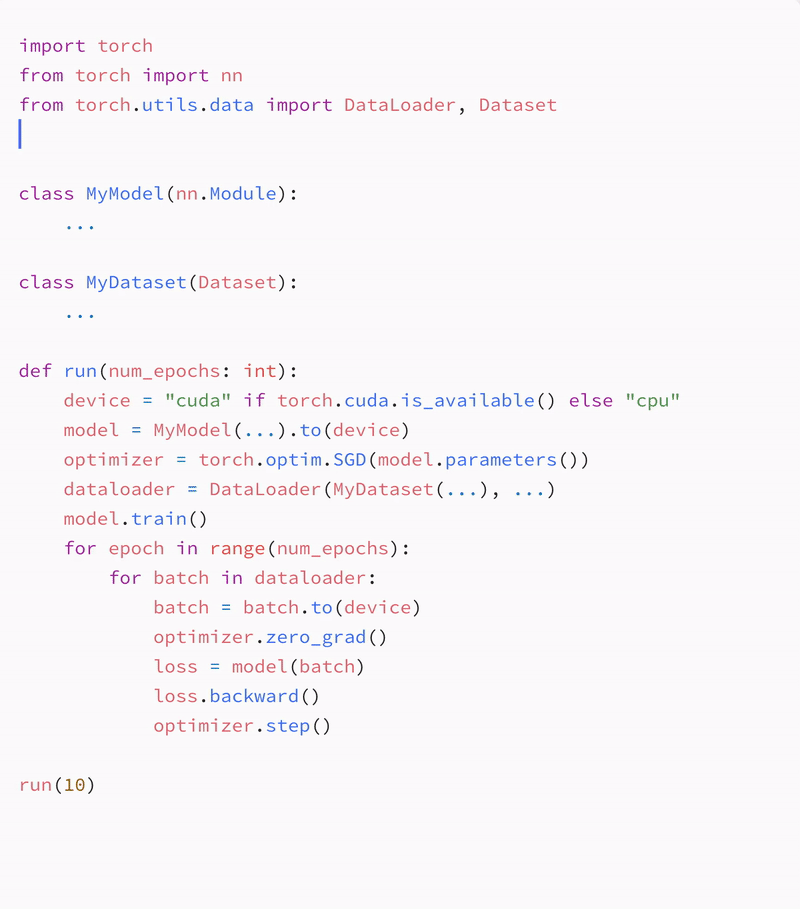 import torch
from torch import nn
from torch.utils.data import DataLoader, Dataset
class MyModel(nn.Module):
    ...
class MyDataset(Dataset):
    ...
def run(num_epochs: int):
    device = "cuda" if torch.cuda.is_available() else "cpu"
    model = MyModel(...).to(device)
    optimizer = torch.optim.SGD(model.parameters())
    dataloader = DataLoader(MyDataset(...), ...)
    model.train()
    for epoch in range(num_epochs):
        for batch in dataloader:
            batch = batch.to(device)
            optimizer.zero_grad()
            loss = model(batch)
            loss.backward()
            optimizer.step()
run(10)